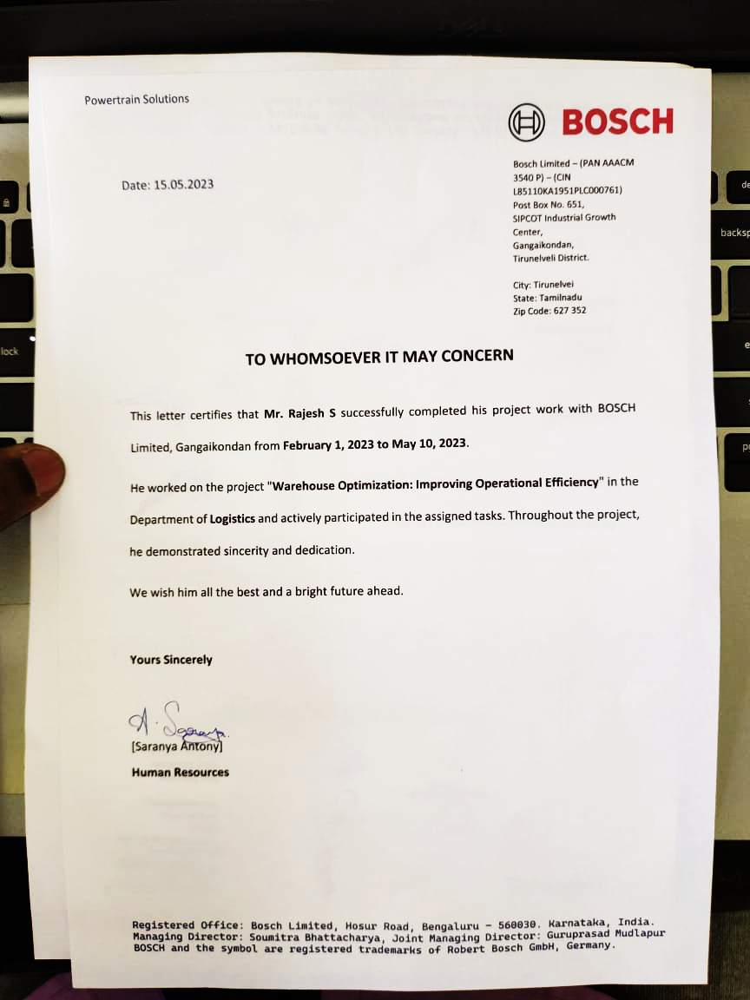 Powertrain Solutions
BOSCH
Date: 15.05.2023
Bosch Limited – (PAN AAACM
3540 P) – (CIN
L85110KA1951PLC000761)
Post Box No. 651,
SIPCOT Industrial Growth
Center,
Gangaikondan,
Tirunelveli District.
City: Tirunelvei
State: Tamilnadu
Zip Code: 627 352
TO WHOMSOEVER IT MAY CONCERN
This letter certifies that Mr. Rajesh S successfully completed his project work with BOSCH
Limited, Gangaikondan from February 1, 2023 to May 10, 2023.
He worked on the project "Warehouse Optimization: Improving Operational Efficiency" in the
Department of Logistics and actively participated in the assigned tasks. Throughout the project,
he demonstrated sincerity and dedication.
We wish him all the best and a bright future ahead.
Yours Sincerely
A. Saranya.
[Saranya Antony]
Human Resources
Registered Office: Bosch Limited, Hosur Road, Bengaluru – 560030. Karnataka, India.
Managing Director: Soumitra Bhattacharya, Joint Managing Director: Guruprasad Mudlapur
BOSCH and the symbol are registered trademarks of Robert Bosch GmbH, Germany.
lock
backsp